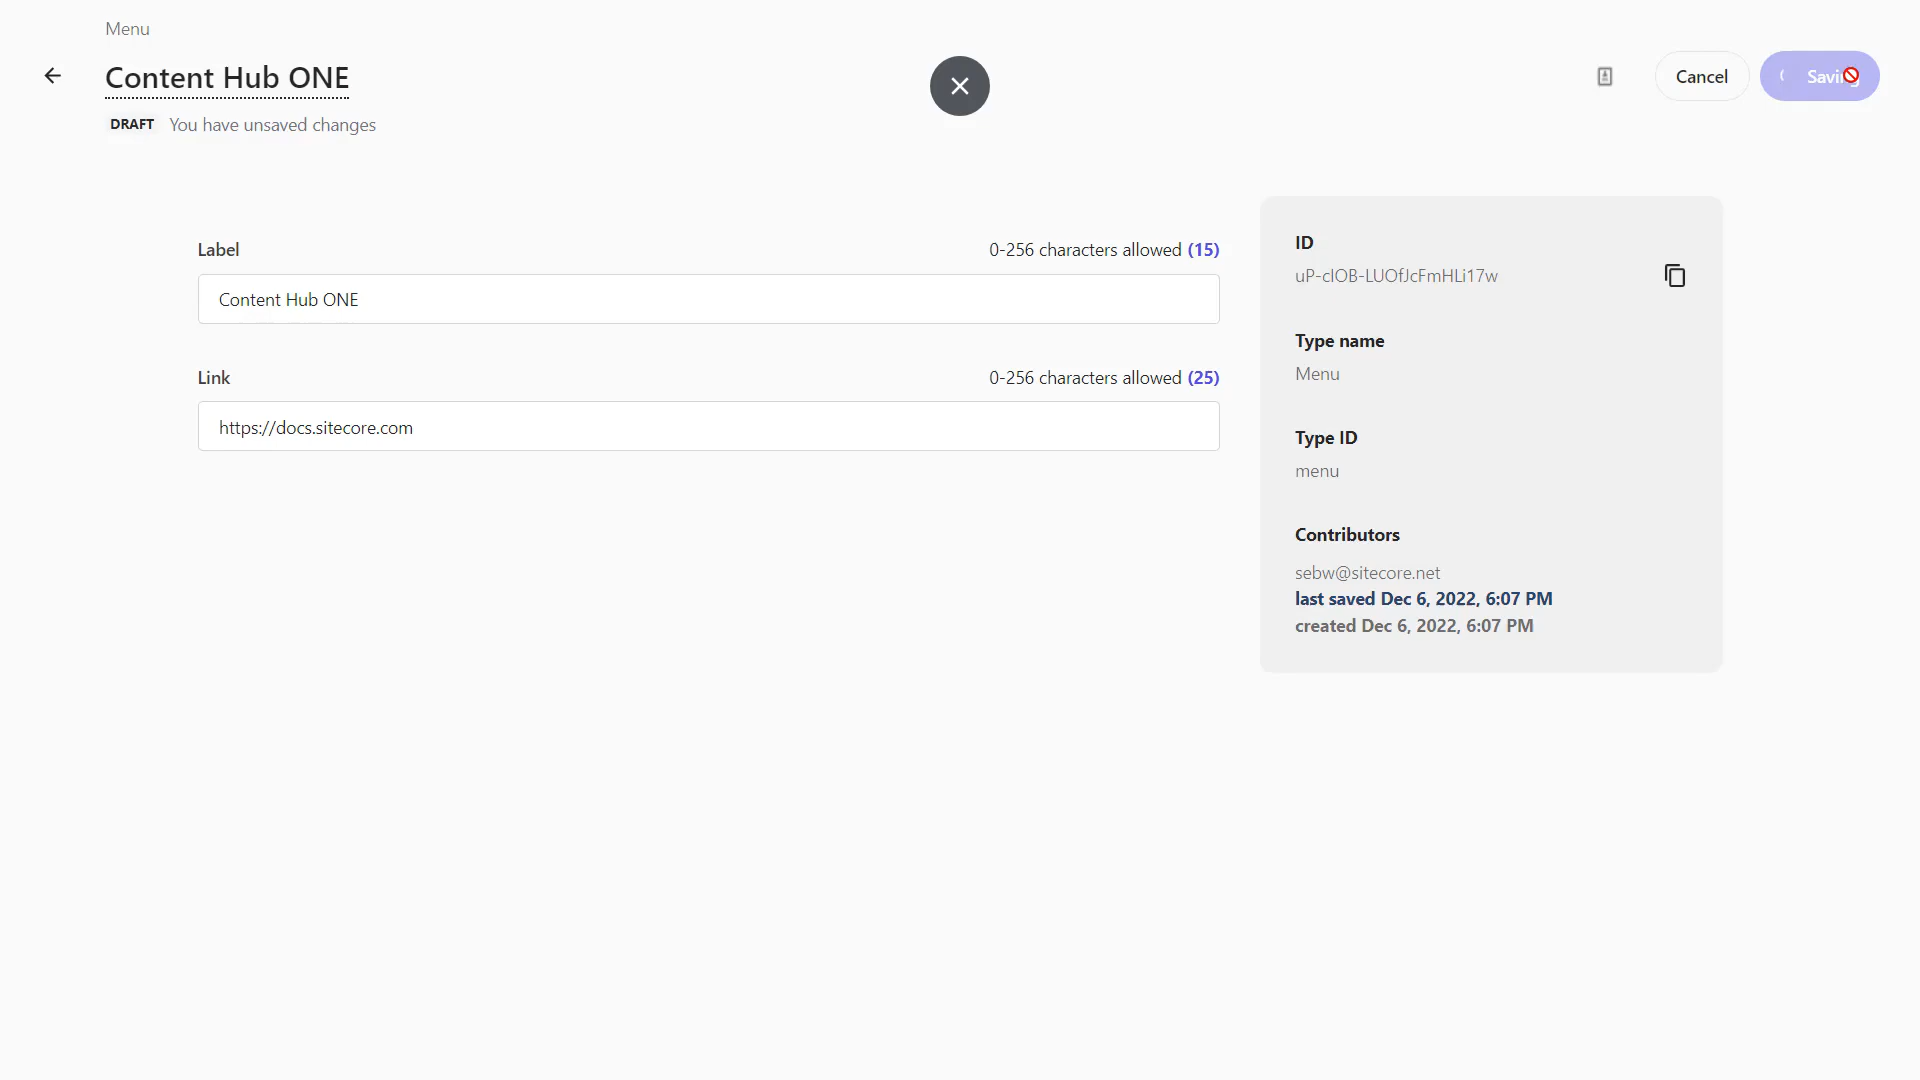 Menu
Content Hub ONE
DRAFT You have unsaved changes
Cancel
Label
0-256 characters allowed (15)
Content Hub ONE
Link
0-256 characters allowed (25)
https://docs.sitecore.com
ID
uP-cIOB-LUOfJcFmHLi17w
Type name
Menu
Type ID
menu
Contributors
sebw@sitecore.net
last saved Dec 6, 2022, 6:07 PM
created Dec 6, 2022, 6:07 PM